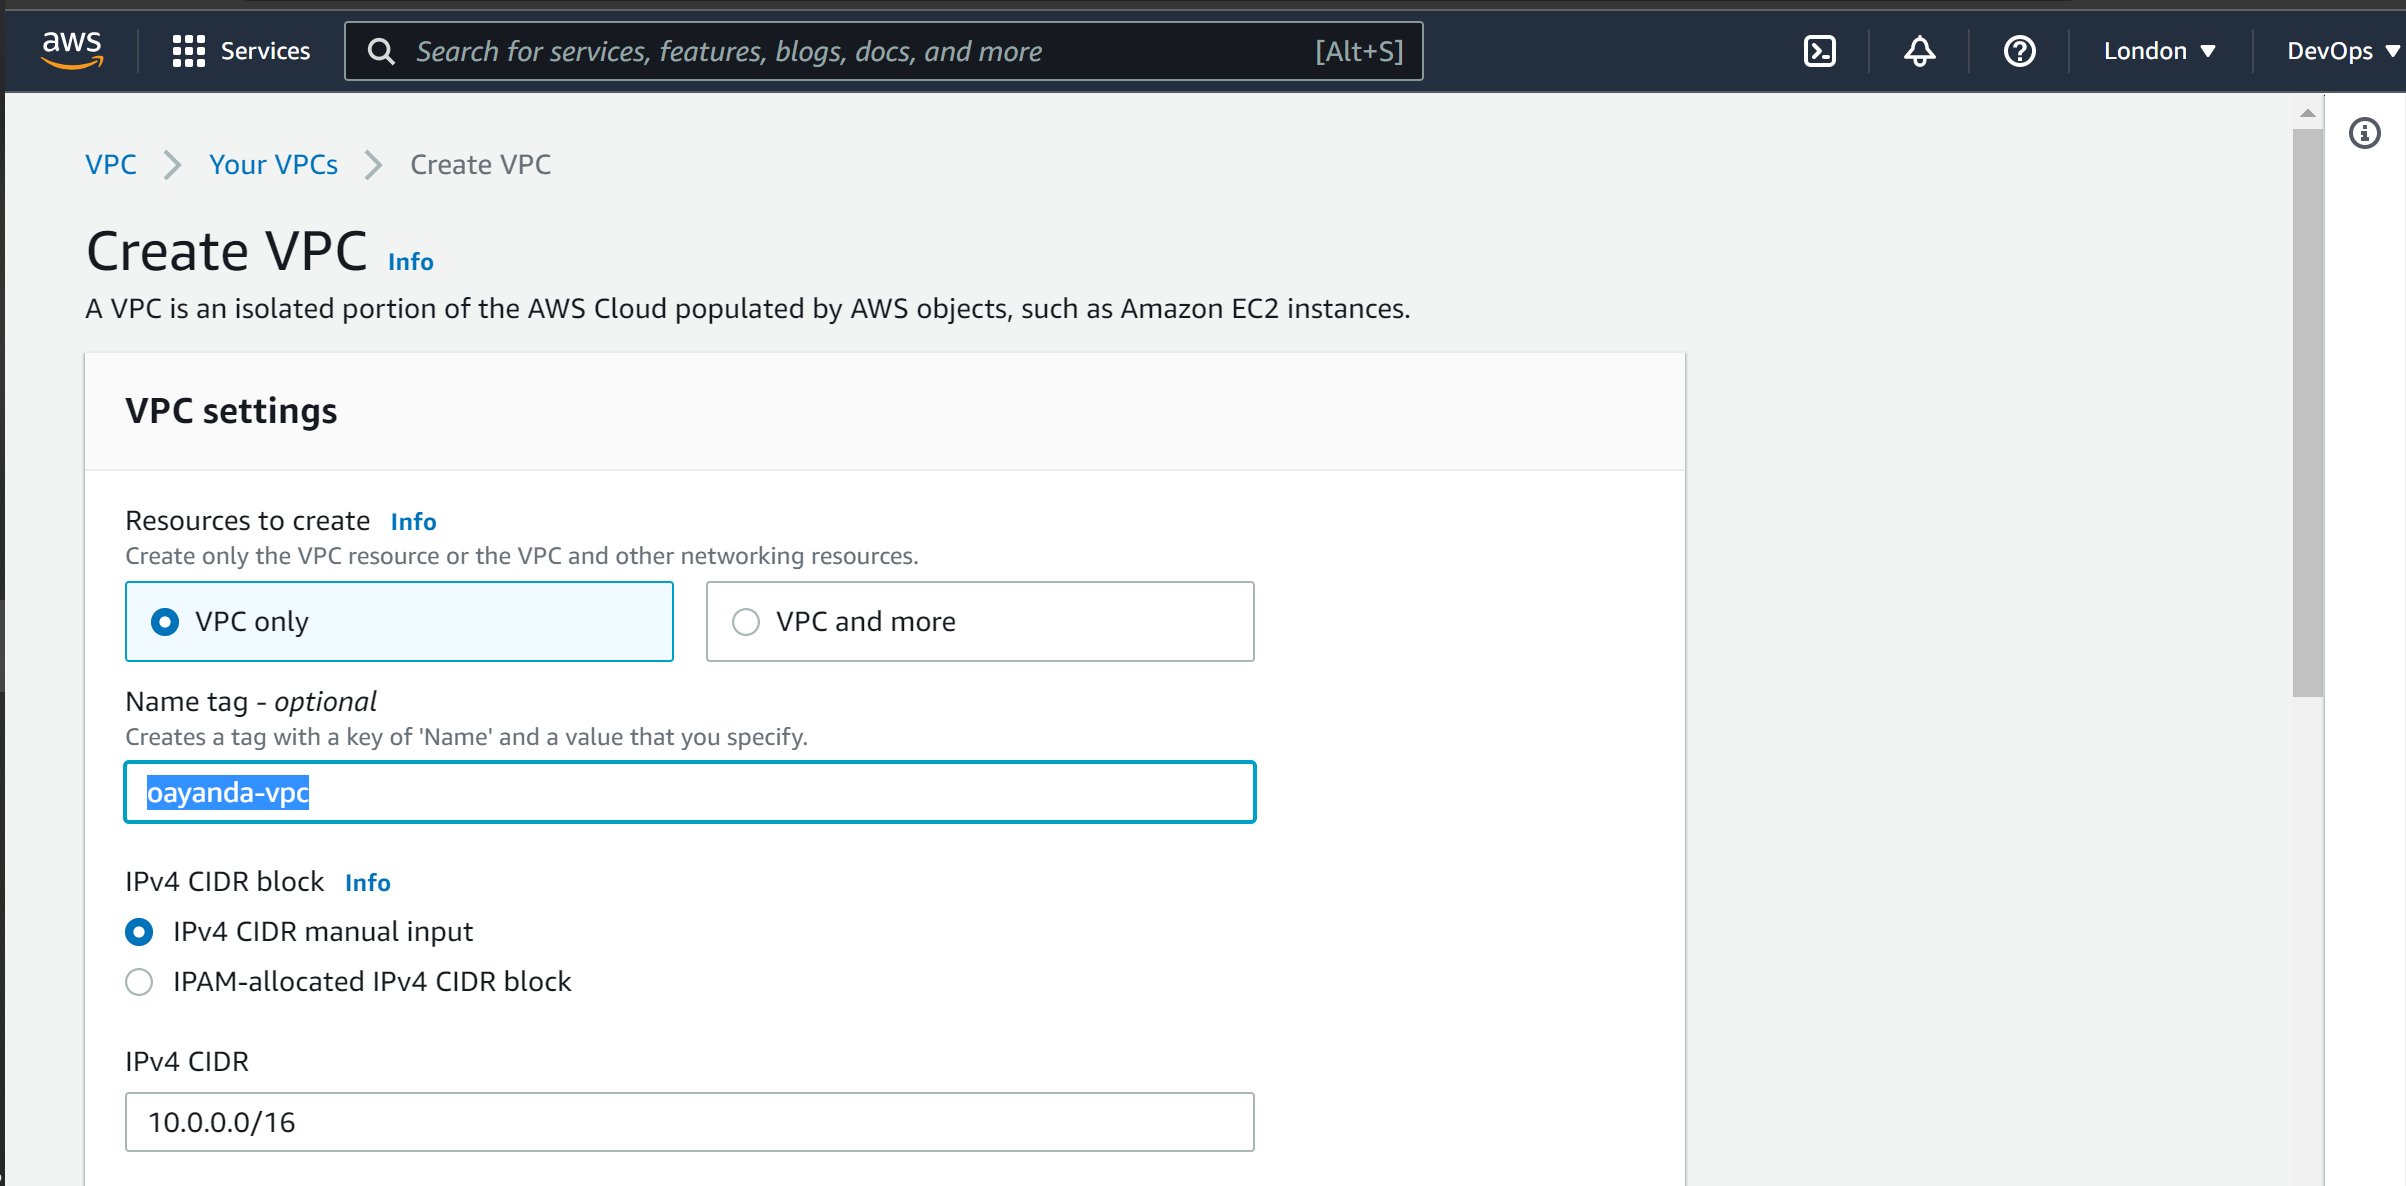 aws Services Search for services, features, blogs, docs, and more [Alt+S] London DevOps
VPC Your VPCs Create VPC
Create VPC Info
A VPC is an isolated portion of the AWS Cloud populated by AWS objects, such as Amazon EC2 instances.
VPC settings
Resources to create Info
Create only the VPC resource or the VPC and other networking resources.
VPC only VPC and more
Name tag - optional
Creates a tag with a key of 'Name' and a value that you specify.
oayanda-vpc
IPv4 CIDR block Info
IPv4 CIDR manual input
IPAM-allocated IPv4 CIDR block
IPv4 CIDR
10.0.0.0/16